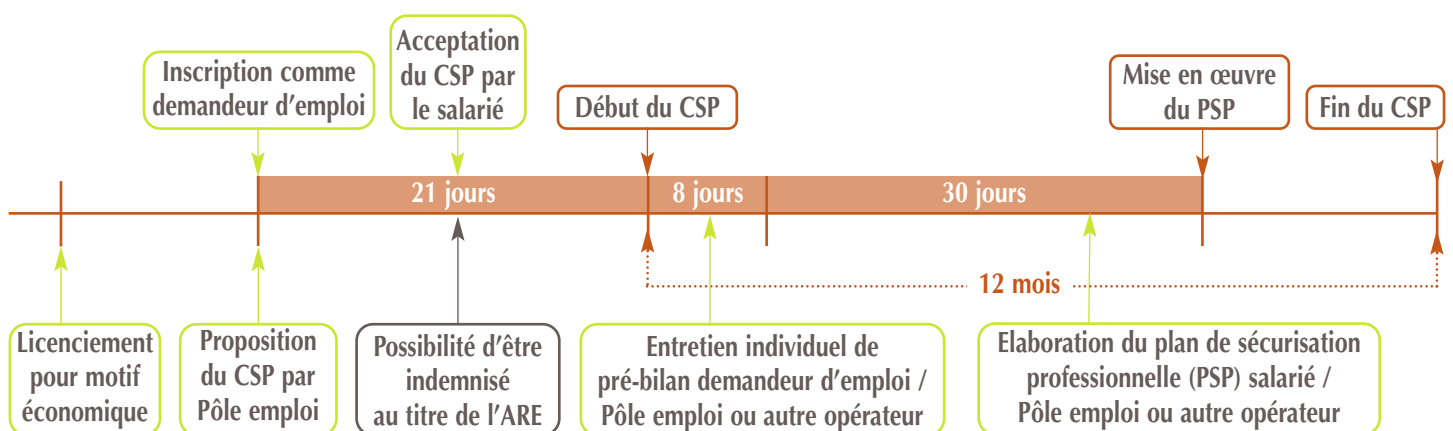 Inscription comme
demandeur d'emploi
Acceptation
du CSP par
le salarié
Début du CSP
Mise en œuvre
du PSP
Fin du CSP
21 jours
8 jours
30 jours
12 mois
Licenciement
pour motif
économique
Proposition
du CSP par
Pôle emploi
Possibilité d'être
indemnisé
au titre de l'ARE
Entretien individuel de
pré-bilan demandeur d'emploi /
Pôle emploi ou autre opérateur
Elaboration du plan de sécurisation
professionnelle (PSP) salarié /
Pôle emploi ou autre opérateur